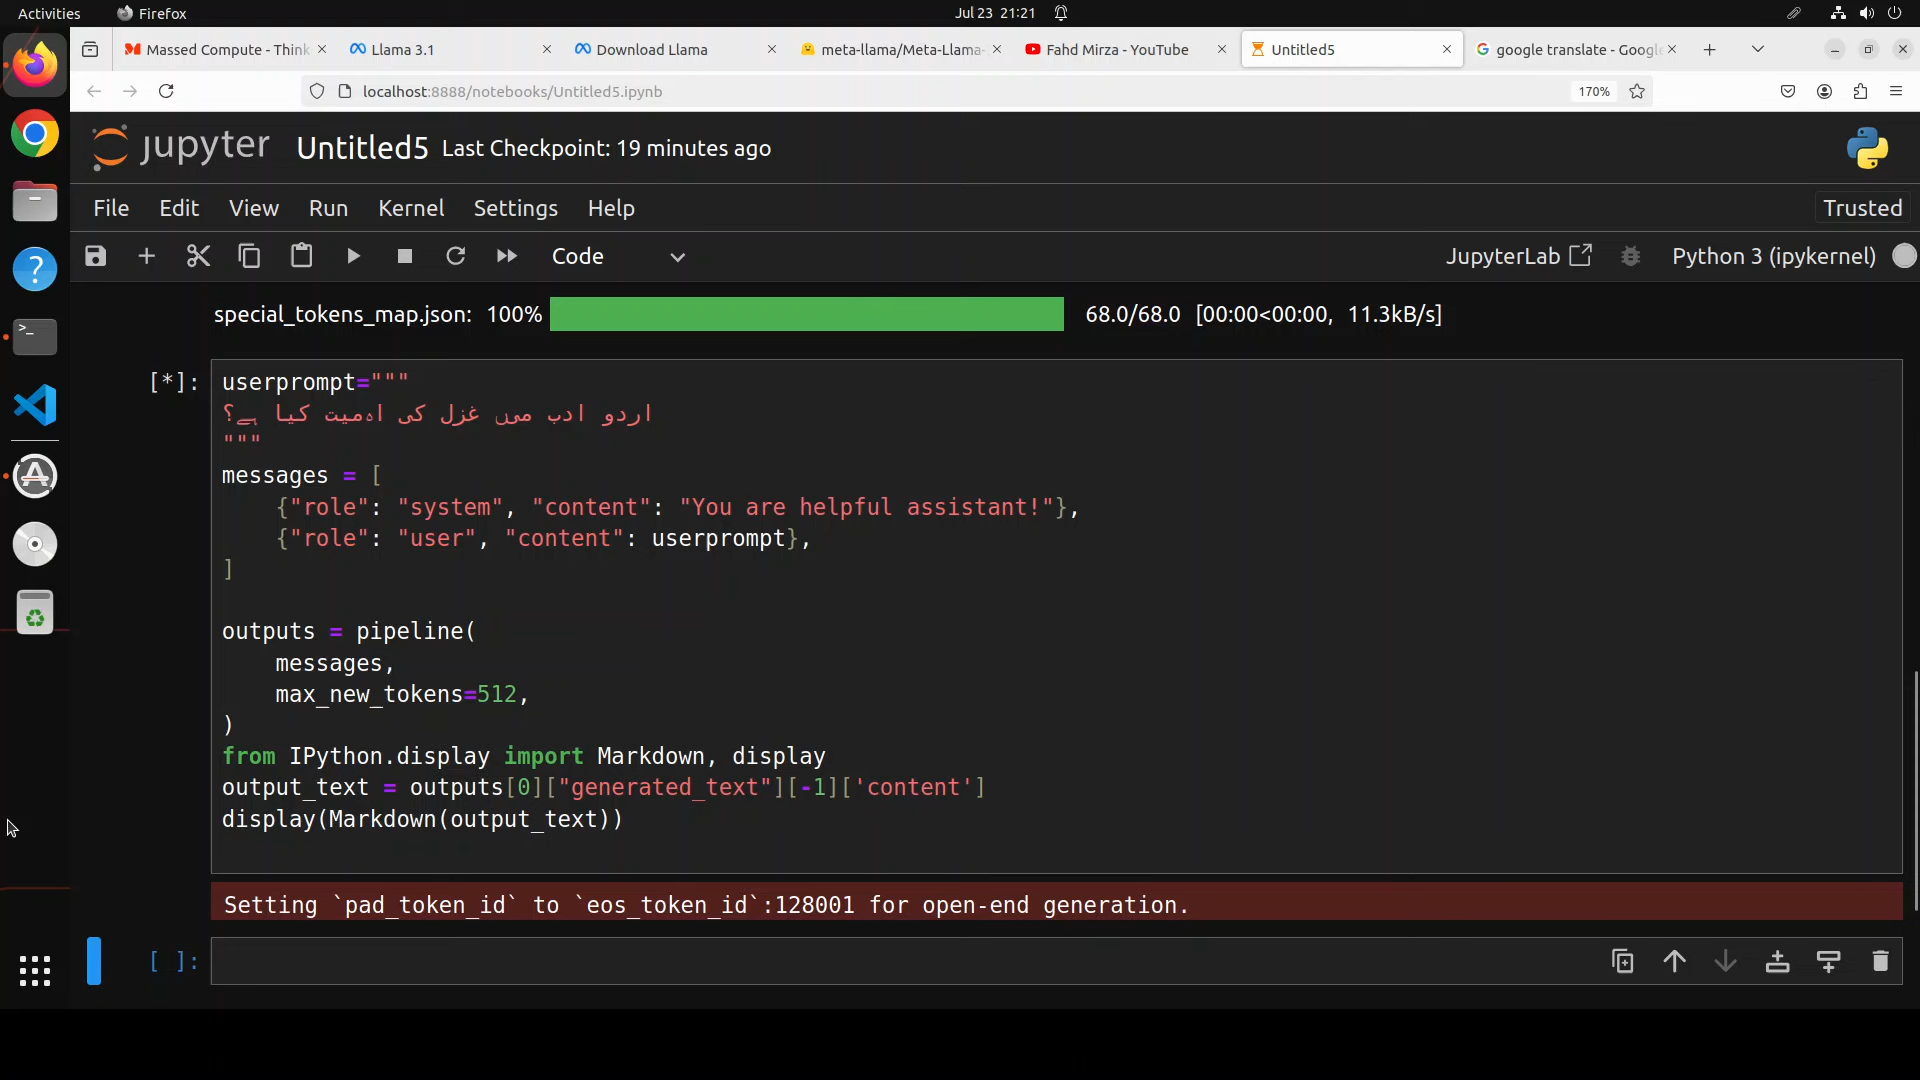 Activities
Firefox
Jul 23 21:21
Massed Compute - Think
Llama 3.1
Download Llama
meta-llama/Meta-Llama-
Fahd Mirza - YouTube
Untitled5
google translate - Google
localhost:8888/notebooks/Untitled5.ipynb
170%
jupyter
Untitled5
Last Checkpoint: 19 minutes ago
File
Edit
View
Run
Kernel
Settings
Help
Trusted
Code
JupyterLab
Python 3 (ipykernel)
special_tokens_map.json: 100%
68.0/68.0 [00:00<00:00, 11.3kB/s]
[*]:
userprompt="""
اردو ادب میں غزل کی اہمیت کیا ہے؟
"""
messages = [
{"role": "system", "content": "You are helpful assistant!"},
{"role": "user", "content": userprompt},
]
outputs = pipeline(
messages,
max_new_tokens=512,
)
from IPython.display import Markdown, display
output_text = outputs[0]["generated_text"][-1]['content']
display(Markdown(output_text))
Setting `pad_token_id` to `eos_token_id`:128001 for open-end generation.
[ ]: